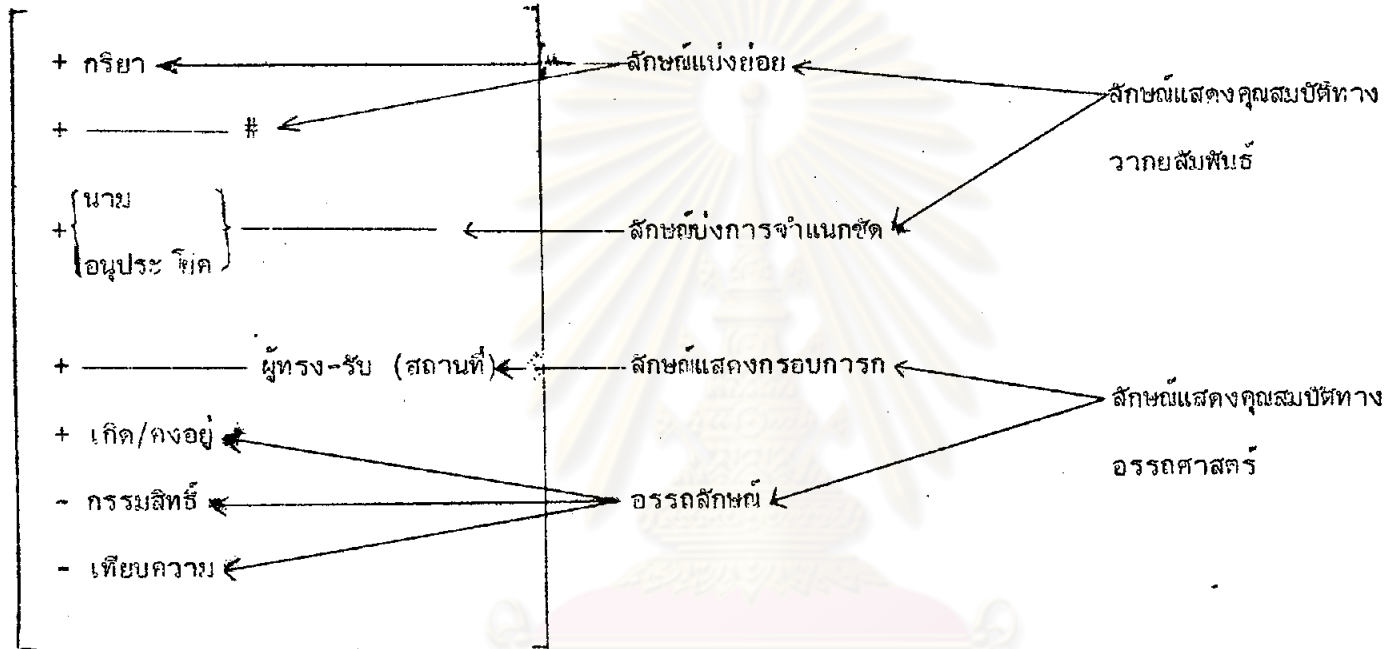 + กริยา ลักษณ์แบ่งย่อย
ลักษณ์แสดงคุณสมบัติทาง
+ ——— #
วากยสัมพันธ์
นาม
+ ——— ลักษณ์บ่งการจำแนกชัด
อนุประโยค
+ ——— ผู้ทรง-รับ (สถานที่) ลักษณ์แสดงกรอบการก
ลักษณ์แสดงคุณสมบัติทาง
+ เกิด/คงอยู่
อรรถศาสตร์
- กรรมสิทธิ์ อรรถลักษณ์
- เทียบความ